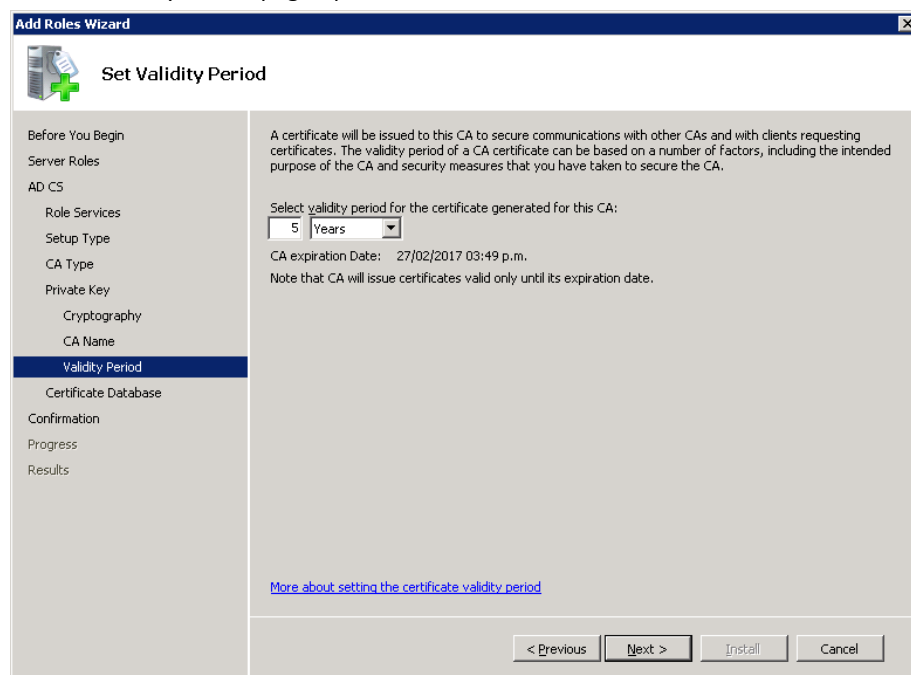 Add Roles Wizard
Set Validity Period
Before You Begin
Server Roles
AD CS
Role Services
Setup Type
CA Type
Private Key
Cryptography
CA Name
Validity Period
Certificate Database
Confirmation
Progress
Results
A certificate will be issued to this CA to secure communications with other CAs and with clients requesting
certificates. The validity period of a CA certificate can be based on a number of factors, including the intended
purpose of the CA and security measures that you have taken to secure the CA.
Select validity period for the certificate generated for this CA:
5 Years
CA expiration Date: 27/02/2017 03:49 p.m.
Note that CA will issue certificates valid only until its expiration date.
More about setting the certificate validity period
< Previous Next > Install Cancel